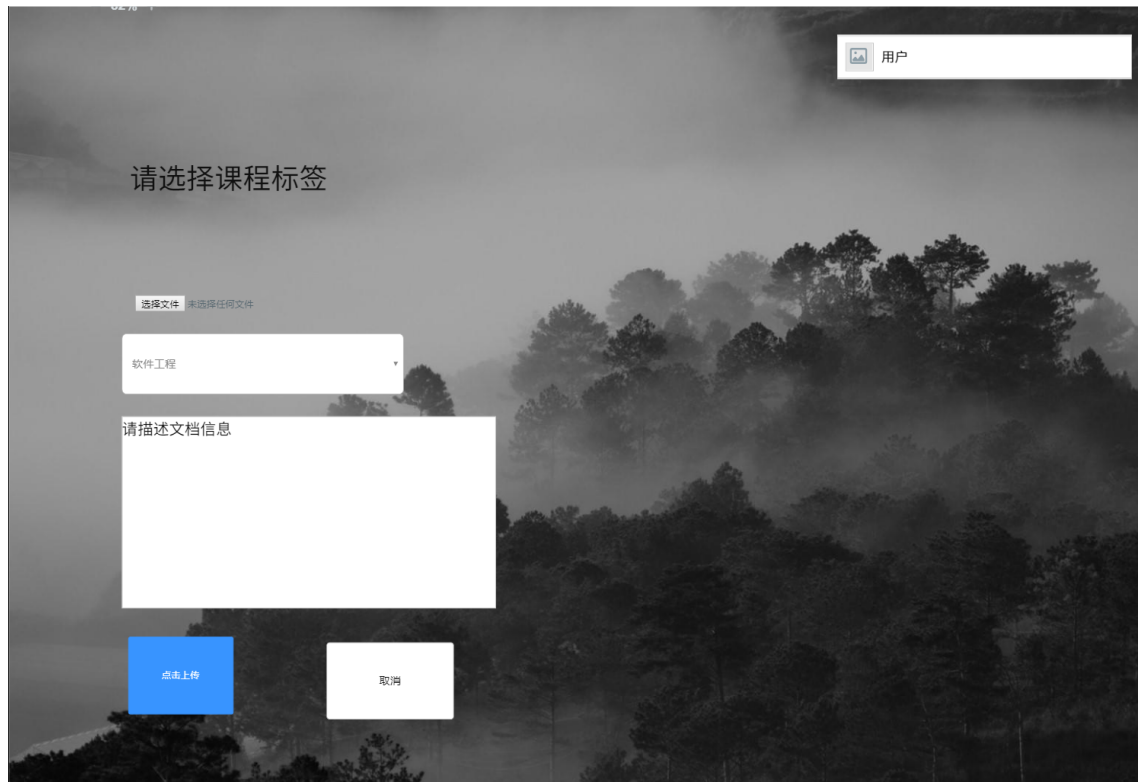 用户
请选择课程标签
选择文件 未选择任何文件
软件工程
请描述文档信息
点击上传
取消